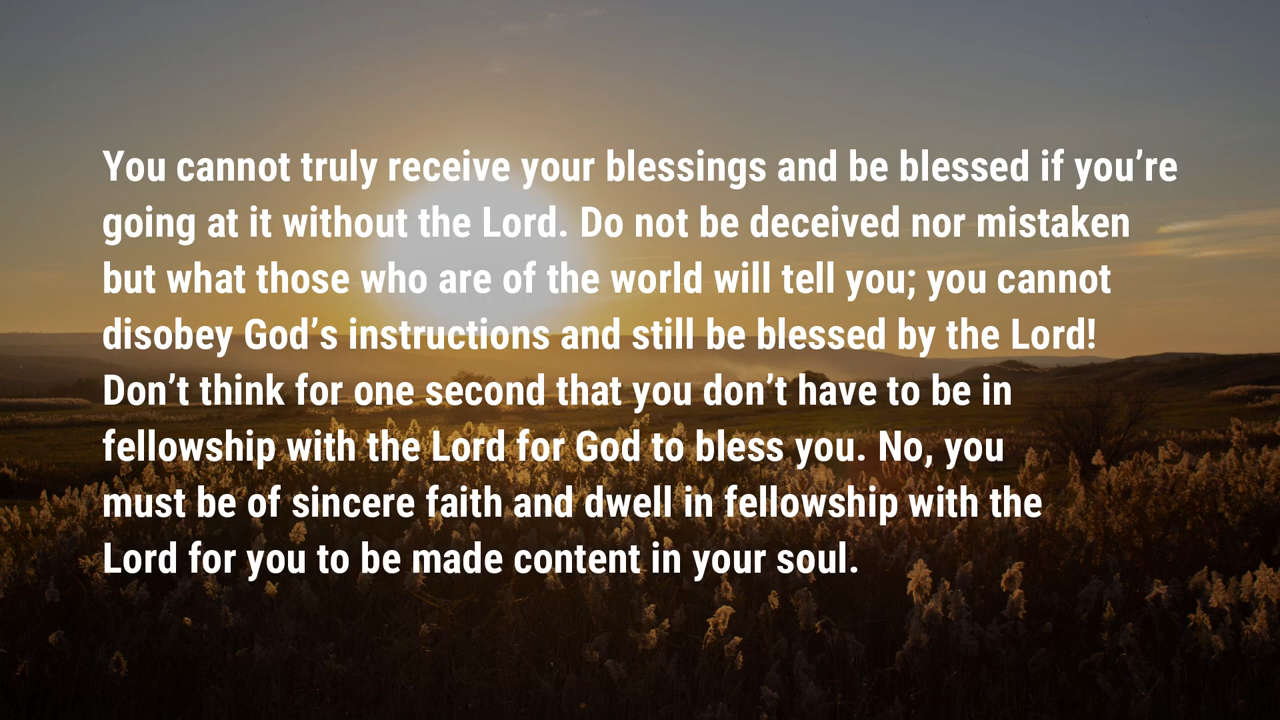 You cannot truly receive your blessings and be blessed if you’re
going at it without the Lord. Do not be deceived nor mistaken
but what those who are of the world will tell you; you cannot
disobey God’s instructions and still be blessed by the Lord!
Don’t think for one second that you don’t have to be in
fellowship with the Lord for God to bless you. No, you
must be of sincere faith and dwell in fellowship with the
Lord for you to be made content in your soul.